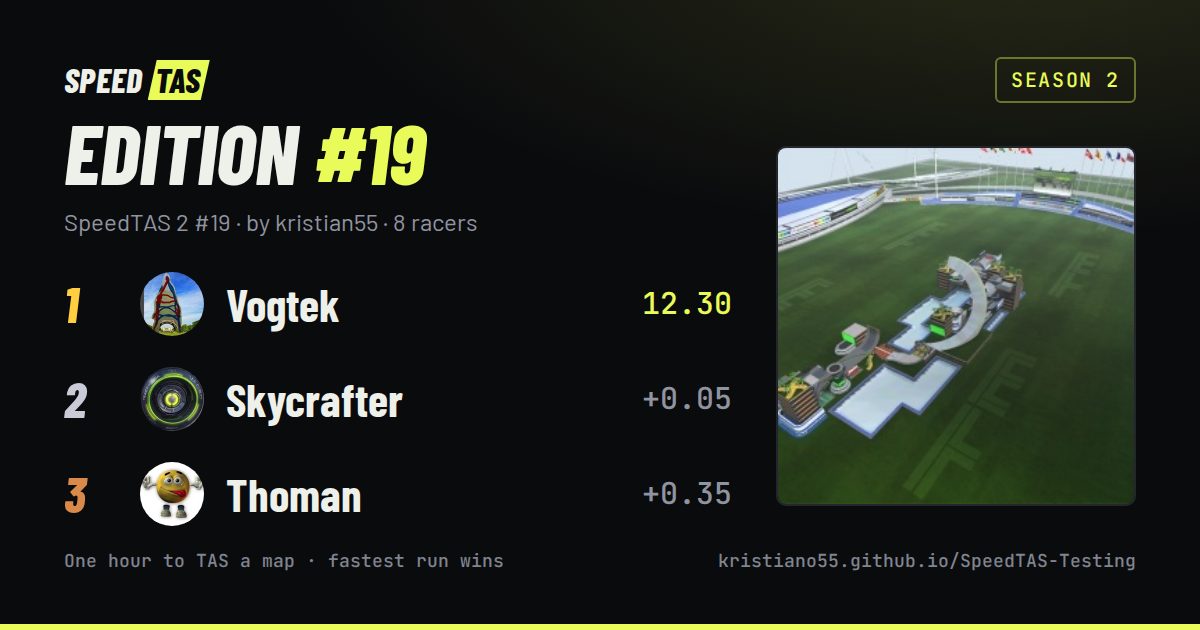 SPEED TAS
SEASON 2
EDITION #19
SpeedTAS 2 #19 · by kristian55 · 8 racers
1 Vogtek 12.30
2 Skycrafter +0.05
3 Thoman +0.35
One hour to TAS a map · fastest run wins
kristiano55.github.io/SpeedTAS-Testing